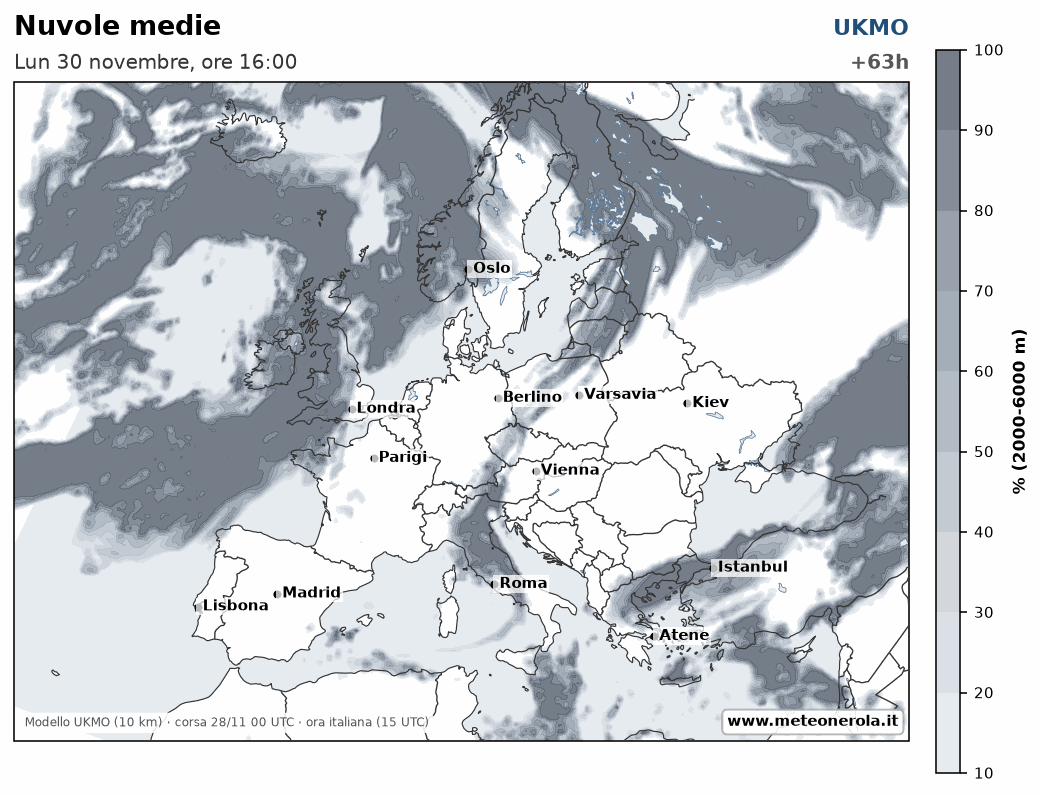 Nuvole medie
UKMO
Lun 30 novembre, ore 16:00
+63h
100
90
80
70
60
50
40
30
20
10
% (2000-6000 m)
Oslo
Berlino
Varsavia
Kiev
Londra
Parigi
Vienna
Istanbul
Roma
Madrid
Lisbona
Atene
Modello UKMO (10 km) · corsa 28/11 00 UTC · ora italiana (15 UTC)
www.meteonerola.it